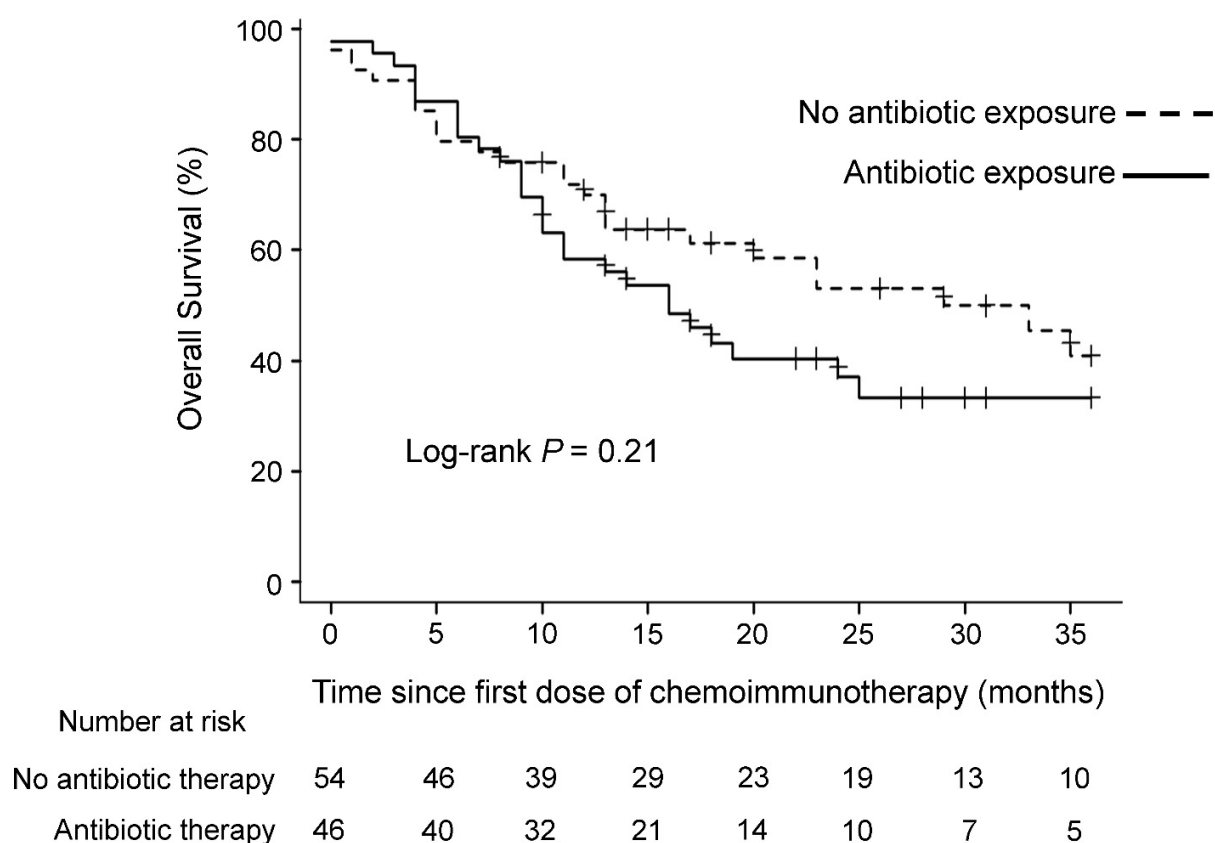 100
80
60
40
20
0
Overall Survival (%)
No antibiotic exposure
Antibiotic exposure
Log-rank P = 0.21
0 5 10 15 20 25 30 35
Time since first dose of chemoimmunotherapy (months)
Number at risk
No antibiotic therapy 54 46 39 29 23 19 13 10
Antibiotic therapy 46 40 32 21 14 10 7 5